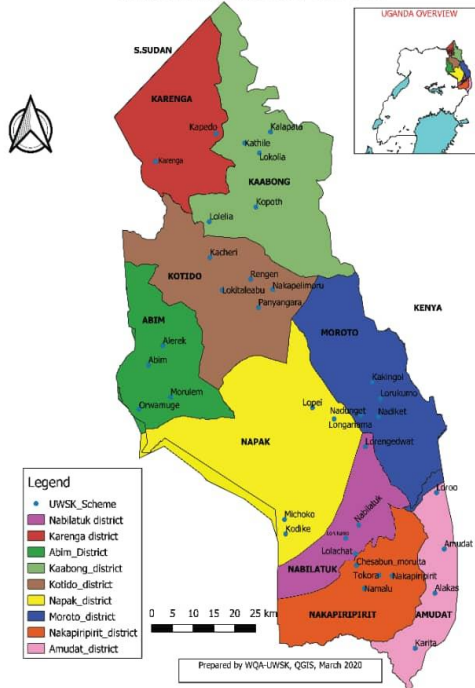 UGANDA OVERVIEW
S.SUDAN
KARENGA
Kapedo
Kalapata
Kathile
Lokolia
Karenga
KAABONG
Kopoth
Lolelia
Kacheri
KOTIDO
Rengen
Lokitelaebu
Nakapelimoru
Panyangara
KENYA
ABIM
MOROTO
Alerek
Abim
Kakingol
Morulem
Lorukumo
Orwamuge
Lopei
Nadunget
Nadiket
Longarama
NAPAK
Lorengedwat
Loroo
Michoko
Nabilatuk
Kodike
Amudat
Lolachat
Chesabun_moruita
NABILATUK
Tokora
Nakapiripirit
Namalu
Alakas
NAKAPIRIPIRIT
AMUDAT
Karita
Legend
UWSK_Scheme
Nabilatuk district
Karenga district
Abim_District
Kaabong_district
Kotido_district
Napak_district
Moroto_district
Nakapiripirit_district
Amudat_district
0 5 10 15 20 25 km
Prepared by WQA-UWSK, QGIS, March 2020